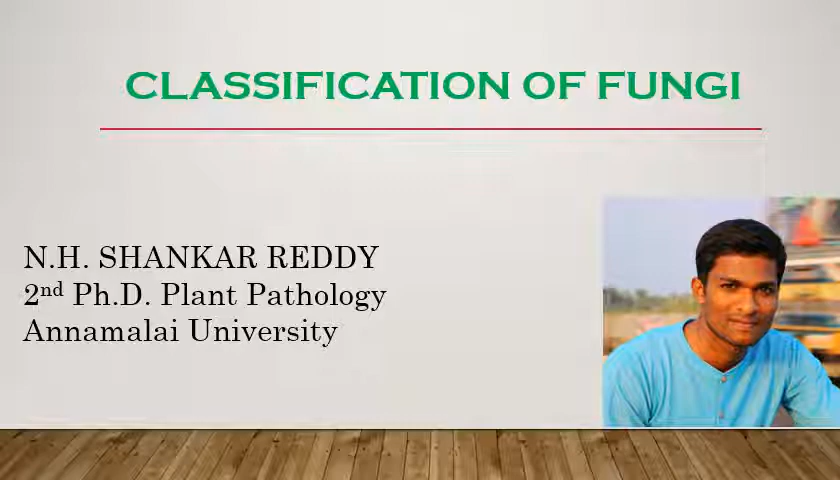 CLASSIFICATION OF FUNGI
N.H. SHANKAR REDDY
2nd Ph.D. Plant Pathology
Annamalai University